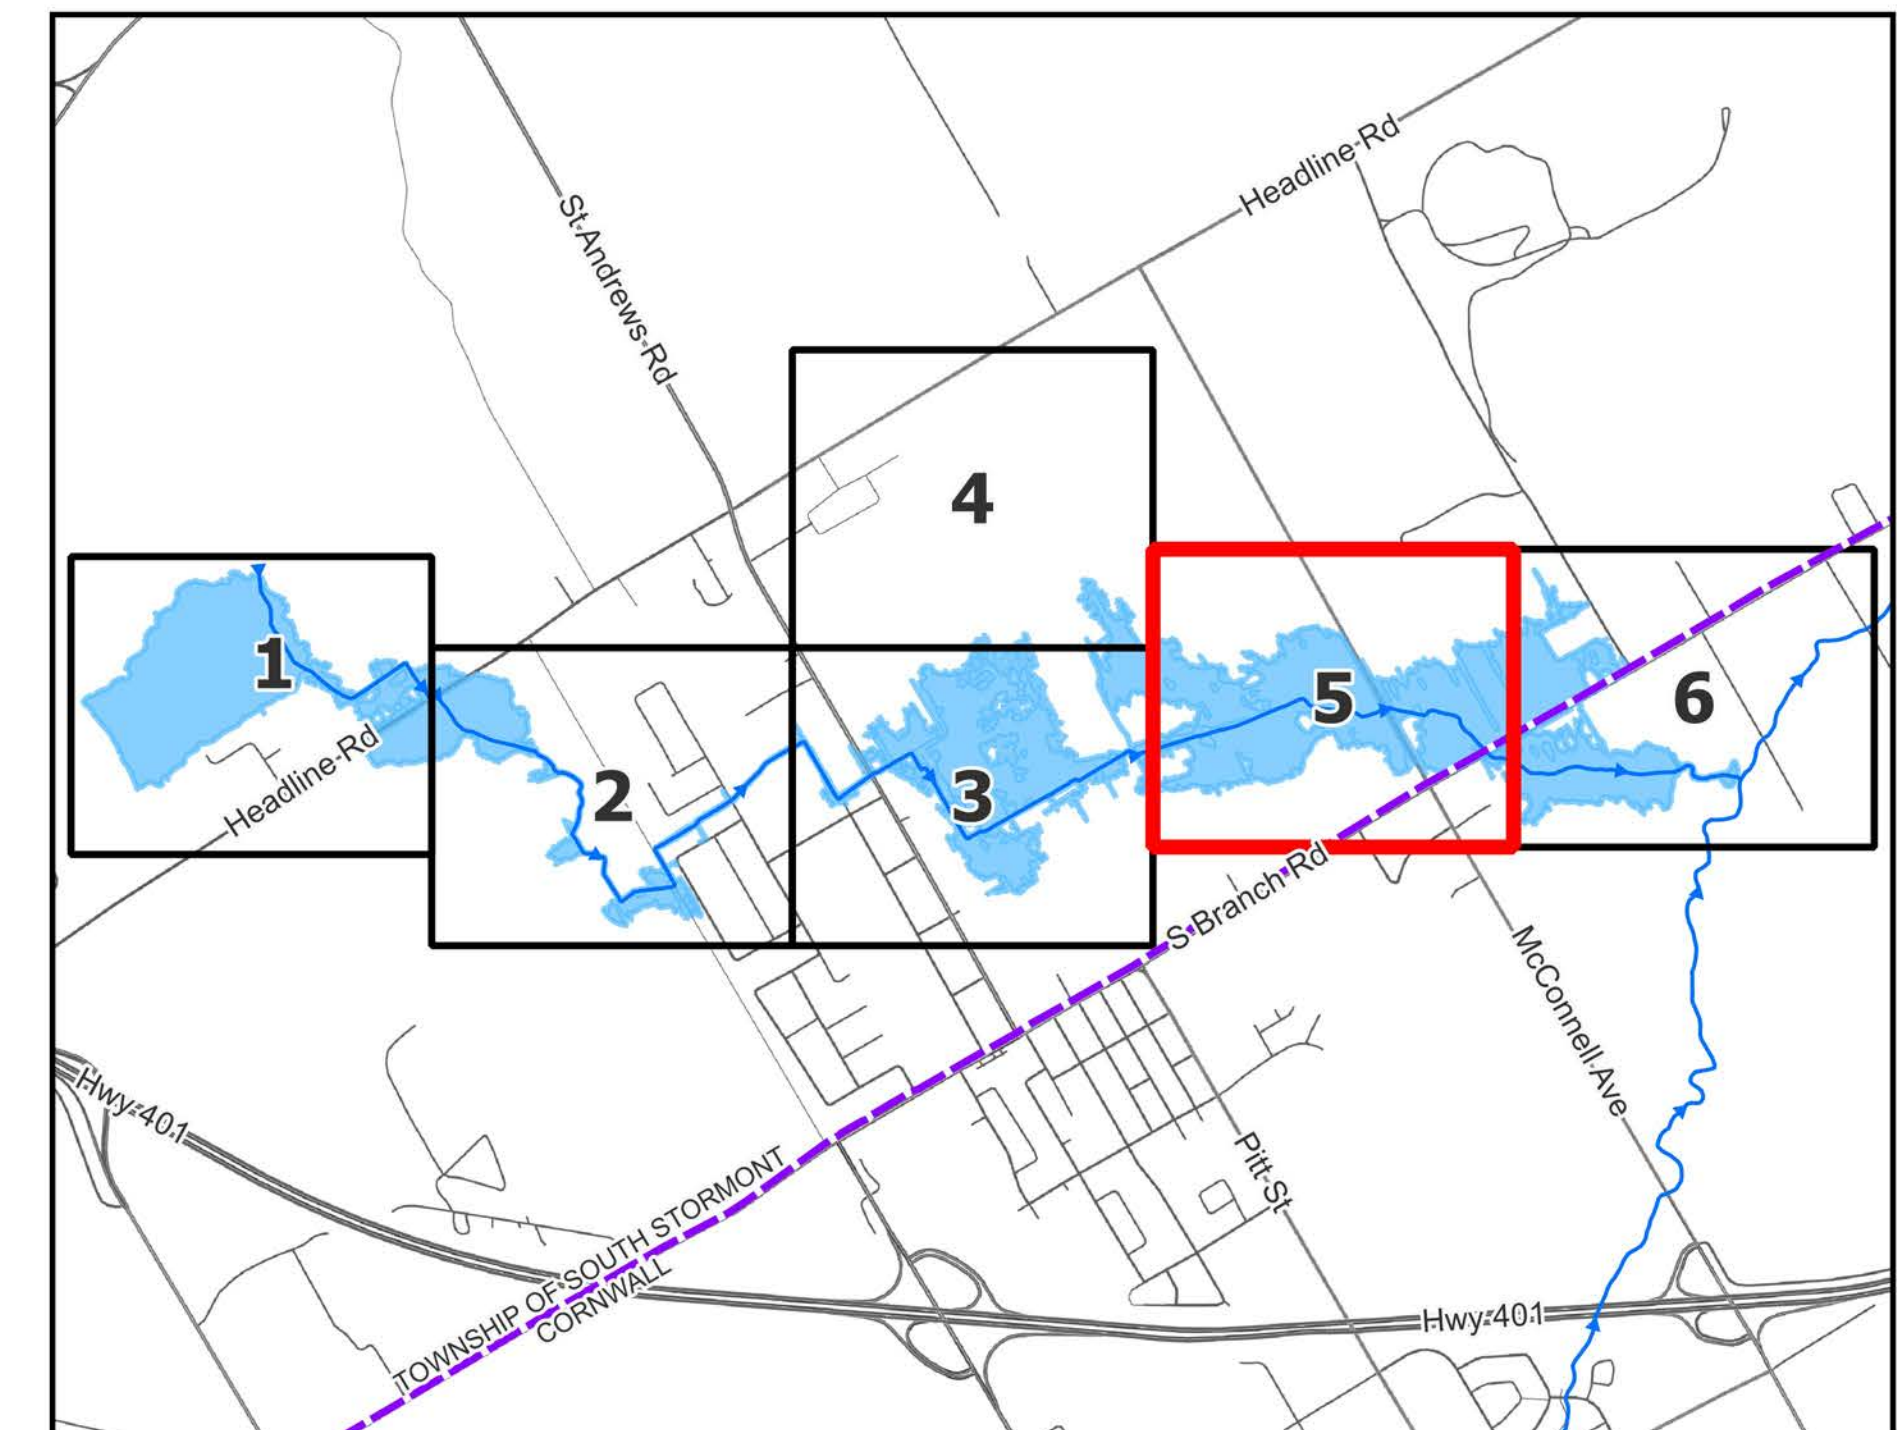 Headline-Rd
St-Andrews-Rd
4
1
5
6
Headline-Rd
2
3
S Branch Rd
McConnell-Ave
Hwy-401
Pitt-St
TOWNSHIP OF SOUTH STORMONT
CORNWALL
Hwy-401